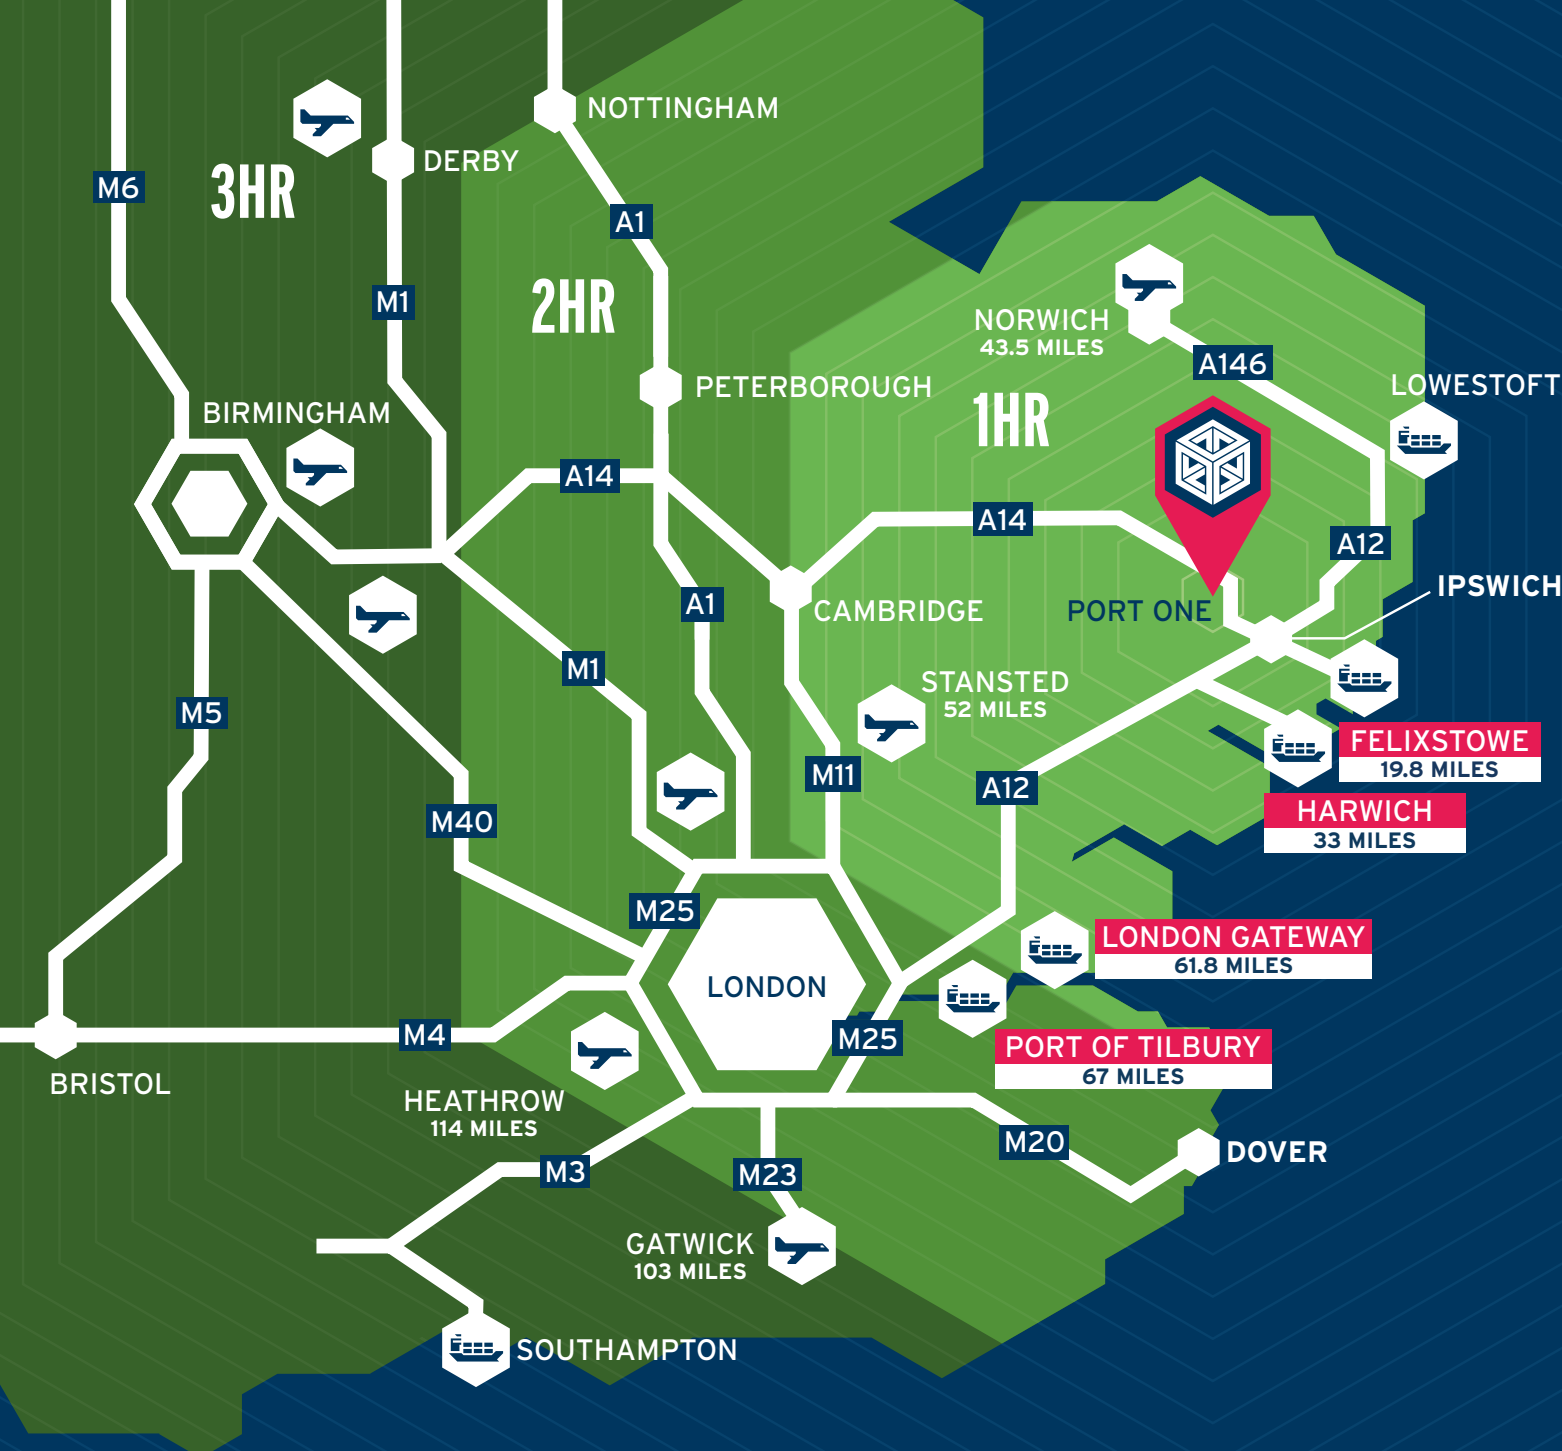 NOTTINGHAM
DERBY
3HR
M6
A1
M1
2HR
NORWICH
43.5 MILES
A146
PETERBOROUGH
LOWESTOFT
1HR
BIRMINGHAM
A14
A14
A12
IPSWICH
A1
CAMBRIDGE
PORT ONE
M1
STANSTED
52 MILES
M5
FELIXSTOWE
19.8 MILES
M11
A12
HARWICH
33 MILES
M40
M25
LONDON GATEWAY
61.8 MILES
LONDON
M4
M25
PORT OF TILBURY
67 MILES
BRISTOL
HEATHROW
114 MILES
M20
DOVER
M3
M23
GATWICK
103 MILES
SOUTHAMPTON